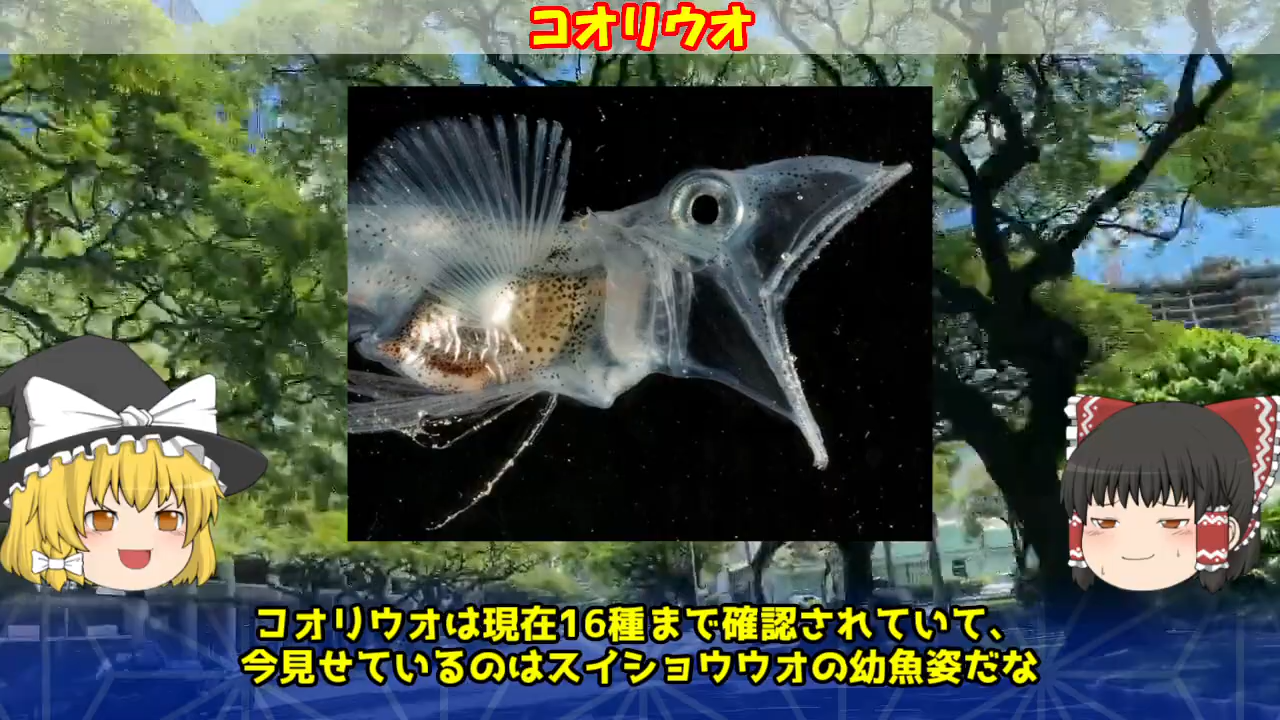 コオリウオ
コオリウオは現在16種まで確認されていて、
今見せているのはスイショウウオの幼魚姿だな